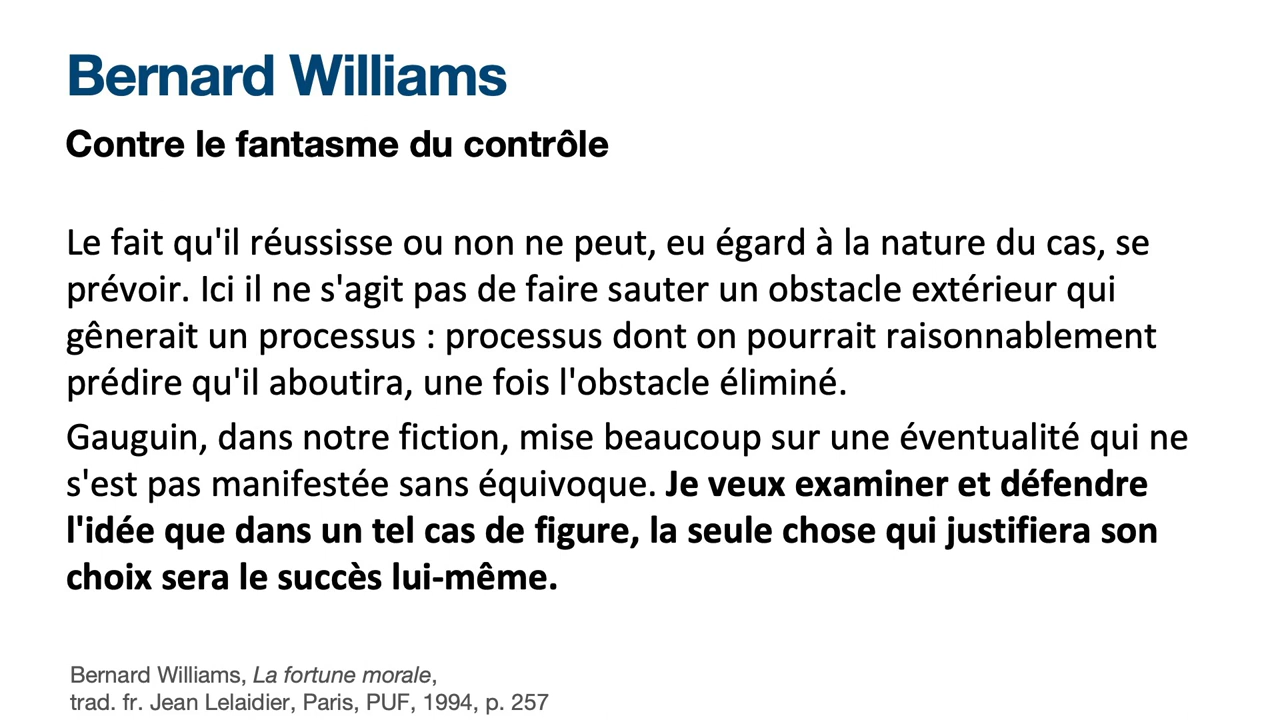 Bernard Williams
Contre le fantasme du contrôle
Le fait qu'il réussisse ou non ne peut, eu égard à la nature du cas, se
prévoir. Ici il ne s'agit pas de faire sauter un obstacle extérieur qui
gênerait un processus : processus dont on pourrait raisonnablement
prédire qu'il aboutira, une fois l'obstacle éliminé.
Gauguin, dans notre fiction, mise beaucoup sur une éventualité qui ne
s'est pas manifestée sans équivoque. Je veux examiner et défendre
l'idée que dans un tel cas de figure, la seule chose qui justifiera son
choix sera le succès lui-même.
Bernard Williams, La fortune morale,
trad. fr. Jean Lelaidier, Paris, PUF, 1994, p. 257